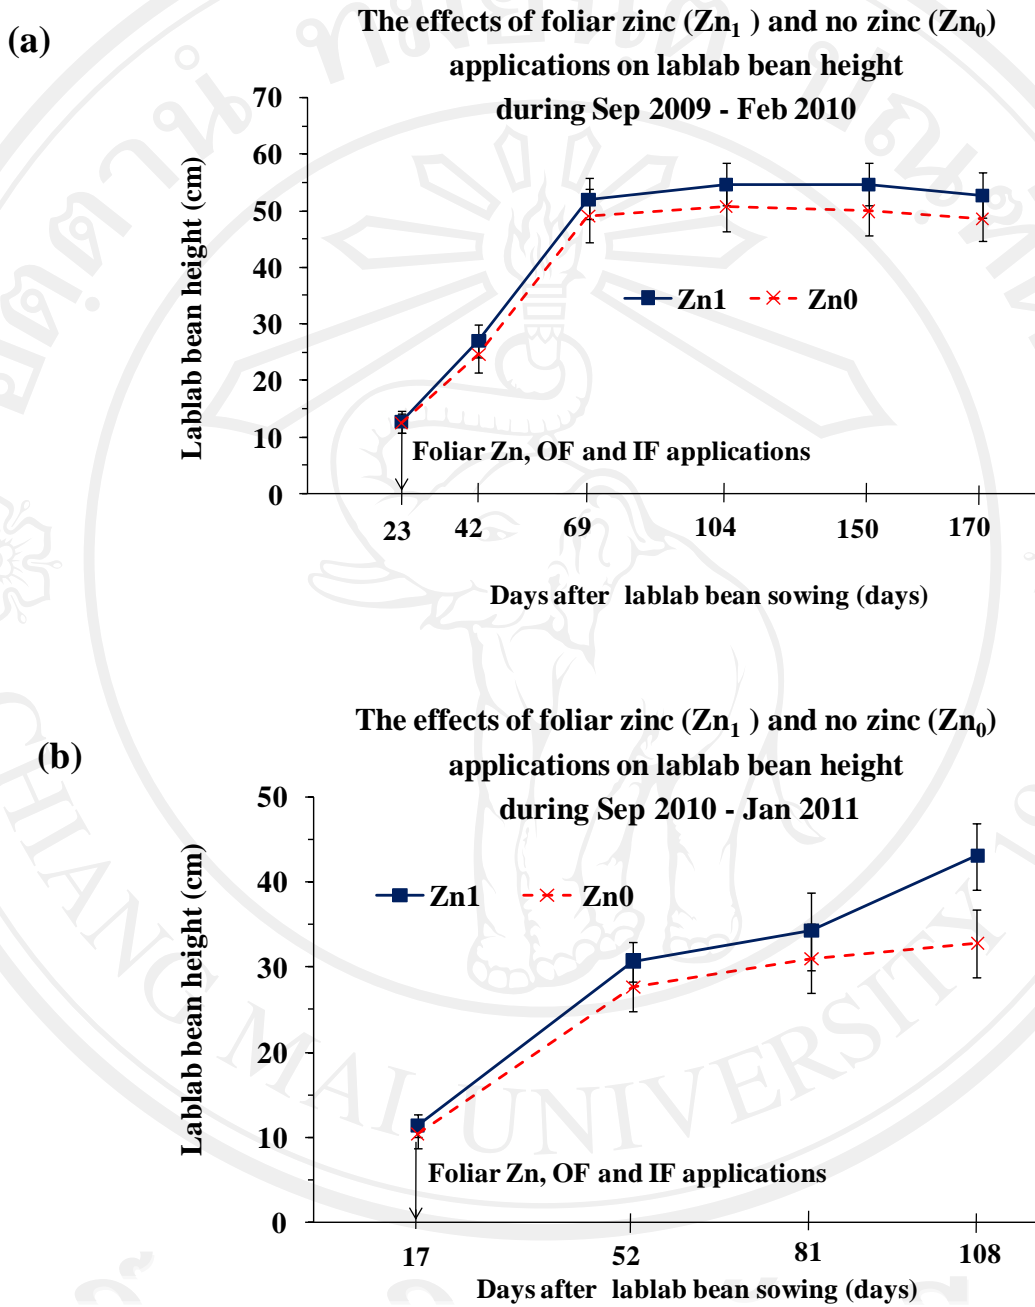 (a)
The effects of foliar zinc (Zn₁ ) and no zinc (Zn₀)
applications on lablab bean height
during Sep 2009 - Feb 2010
Lablab bean height (cm)
70
60
50
40
30
20
10
0
Zn1
Zn0
Foliar Zn, OF and IF applications
23
42
69
104
150
170
Days after lablab bean sowing (days)
(b)
The effects of foliar zinc (Zn₁ ) and no zinc (Zn₀)
applications on lablab bean height
during Sep 2010 - Jan 2011
Lablab bean height (cm)
50
40
30
20
10
0
Zn1
Zn0
Foliar Zn, OF and IF applications
17
52
81
108
Days after lablab bean sowing (days)
CHIANG MAI UNIVERSITY